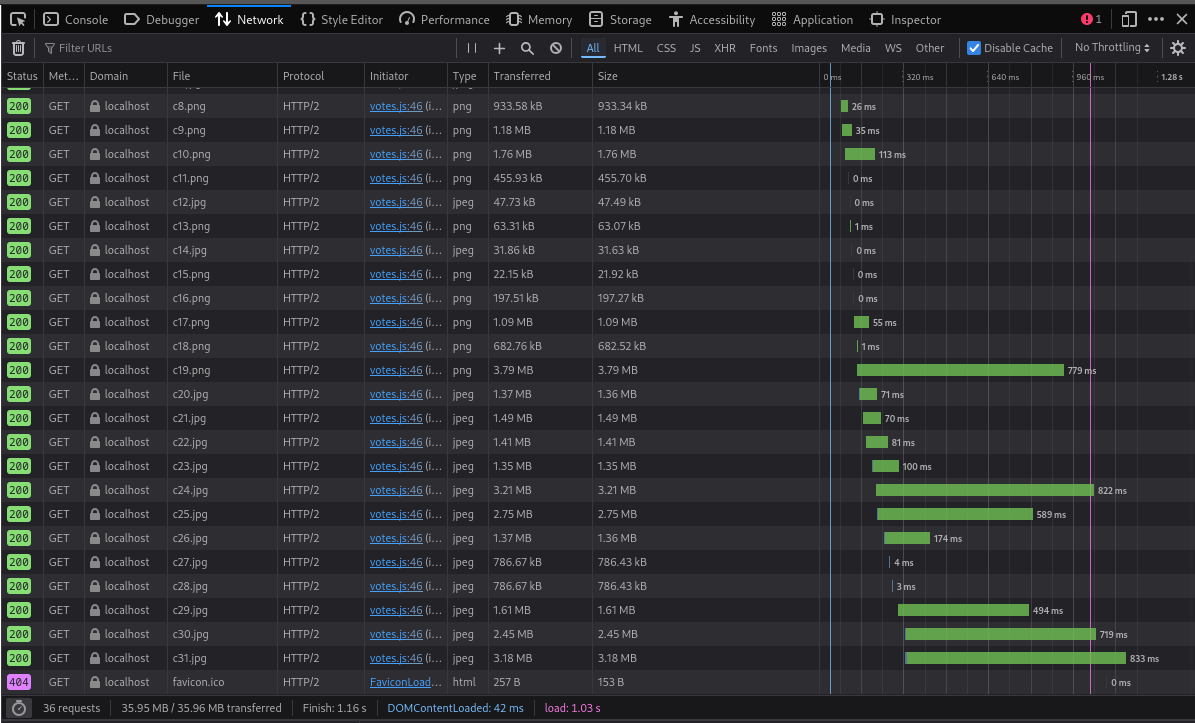 Console Debugger Network Style Editor Performance Memory Storage Accessibility Application Inspector 1
Filter URLs All HTML CSS JS XHR Fonts Images Media WS Other Disable Cache No Throttling
Status Met... Domain File Protocol Initiator Type Transferred Size 0 ms 320 ms 640 ms 960 ms 1.28 s
200 GET localhost c8.png HTTP/2 votes.js:46 (i... png 933.58 kB 933.34 kB 26 ms
200 GET localhost c9.png HTTP/2 votes.js:46 (i... png 1.18 MB 1.18 MB 35 ms
200 GET localhost c10.png HTTP/2 votes.js:46 (i... png 1.76 MB 1.76 MB 113 ms
200 GET localhost c11.png HTTP/2 votes.js:46 (i... png 455.93 kB 455.70 kB 0 ms
200 GET localhost c12.jpg HTTP/2 votes.js:46 (i... jpeg 47.73 kB 47.49 kB 0 ms
200 GET localhost c13.png HTTP/2 votes.js:46 (i... png 63.31 kB 63.07 kB 1 ms
200 GET localhost c14.jpg HTTP/2 votes.js:46 (i... jpeg 31.86 kB 31.63 kB 0 ms
200 GET localhost c15.png HTTP/2 votes.js:46 (i... png 22.15 kB 21.92 kB 0 ms
200 GET localhost c16.png HTTP/2 votes.js:46 (i... png 197.51 kB 197.27 kB 0 ms
200 GET localhost c17.png HTTP/2 votes.js:46 (i... png 1.09 MB 1.09 MB 55 ms
200 GET localhost c18.png HTTP/2 votes.js:46 (i... png 682.76 kB 682.52 kB 1 ms
200 GET localhost c19.png HTTP/2 votes.js:46 (i... png 3.79 MB 3.79 MB 779 ms
200 GET localhost c20.jpg HTTP/2 votes.js:46 (i... jpeg 1.37 MB 1.36 MB 71 ms
200 GET localhost c21.jpg HTTP/2 votes.js:46 (i... jpeg 1.49 MB 1.49 MB 70 ms
200 GET localhost c22.jpg HTTP/2 votes.js:46 (i... jpeg 1.41 MB 1.41 MB 81 ms
200 GET localhost c23.jpg HTTP/2 votes.js:46 (i... jpeg 1.35 MB 1.35 MB 100 ms
200 GET localhost c24.jpg HTTP/2 votes.js:46 (i... jpeg 3.21 MB 3.21 MB 822 ms
200 GET localhost c25.jpg HTTP/2 votes.js:46 (i... jpeg 2.75 MB 2.75 MB 589 ms
200 GET localhost c26.jpg HTTP/2 votes.js:46 (i... jpeg 1.37 MB 1.36 MB 174 ms
200 GET localhost c27.jpg HTTP/2 votes.js:46 (i... jpeg 786.67 kB 786.43 kB 4 ms
200 GET localhost c28.jpg HTTP/2 votes.js:46 (i... jpeg 786.67 kB 786.43 kB 3 ms
200 GET localhost c29.jpg HTTP/2 votes.js:46 (i... jpeg 1.61 MB 1.61 MB 494 ms
200 GET localhost c30.jpg HTTP/2 votes.js:46 (i... jpeg 2.45 MB 2.45 MB 719 ms
200 GET localhost c31.jpg HTTP/2 votes.js:46 (i... jpeg 3.18 MB 3.18 MB 833 ms
404 GET localhost favicon.ico HTTP/2 FaviconLoad... html 257 B 153 B 0 ms
36 requests 35.95 MB / 35.96 MB transferred Finish: 1.16 s DOMContentLoaded: 42 ms load: 1.03 s